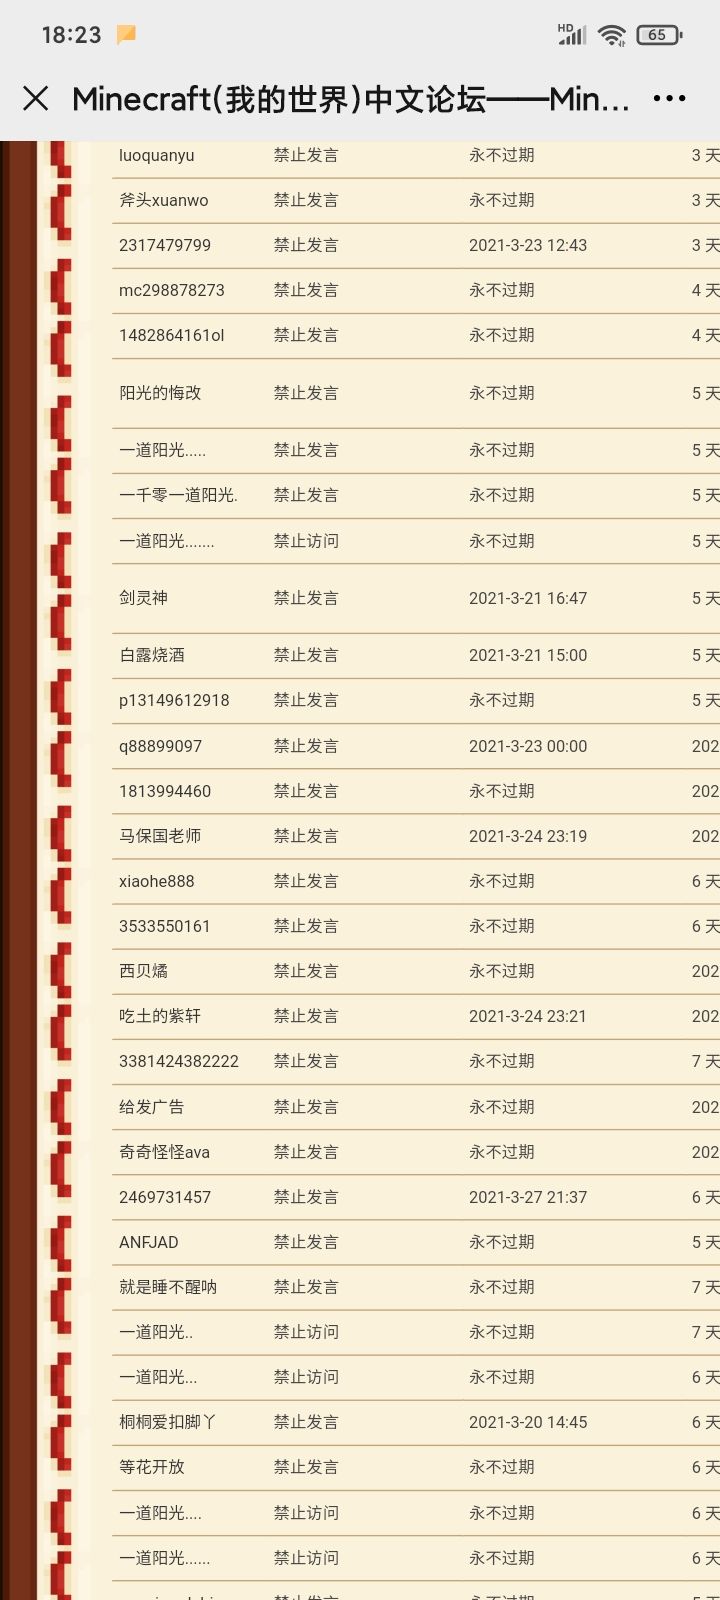 18:23 HD 65
Minecraft(我的世界)中文论坛——Min...
luoquanyu 禁止发言 永不过期 3 天
斧头xuanwo 禁止发言 永不过期 3 天
2317479799 禁止发言 2021-3-23 12:43 3 天
mc298878273 禁止发言 永不过期 4 天
1482864161ol 禁止发言 永不过期 4 天
阳光的悔改 禁止发言 永不过期 5 天
一道阳光..... 禁止发言 永不过期 5 天
一千零一道阳光. 禁止发言 永不过期 5 天
一道阳光....... 禁止访问 永不过期 5 天
剑灵神 禁止发言 2021-3-21 16:47 5 天
白露烧酒 禁止发言 2021-3-21 15:00 5 天
p13149612918 禁止发言 永不过期 5 天
q88899097 禁止发言 2021-3-23 00:00 202
1813994460 禁止发言 永不过期 202
马保国老师 禁止发言 2021-3-24 23:19 202
xiaohe888 禁止发言 永不过期 6 天
3533550161 禁止发言 永不过期 6 天
西贝燏 禁止发言 永不过期 202
吃土的紫轩 禁止发言 2021-3-24 23:21 202
3381424382222 禁止发言 永不过期 7 天
给发广告 禁止发言 永不过期 202
奇奇怪怪ava 禁止发言 永不过期 202
2469731457 禁止发言 2021-3-27 21:37 6 天
ANFJAD 禁止发言 永不过期 5 天
就是睡不醒呐 禁止发言 永不过期 7 天
一道阳光.. 禁止访问 永不过期 7 天
一道阳光... 禁止访问 永不过期 6 天
桐桐爱扣脚丫 禁止发言 2021-3-20 14:45 6 天
等花开放 禁止发言 永不过期 6 天
一道阳光.... 禁止访问 永不过期 6 天
一道阳光...... 禁止访问 永不过期 6 天